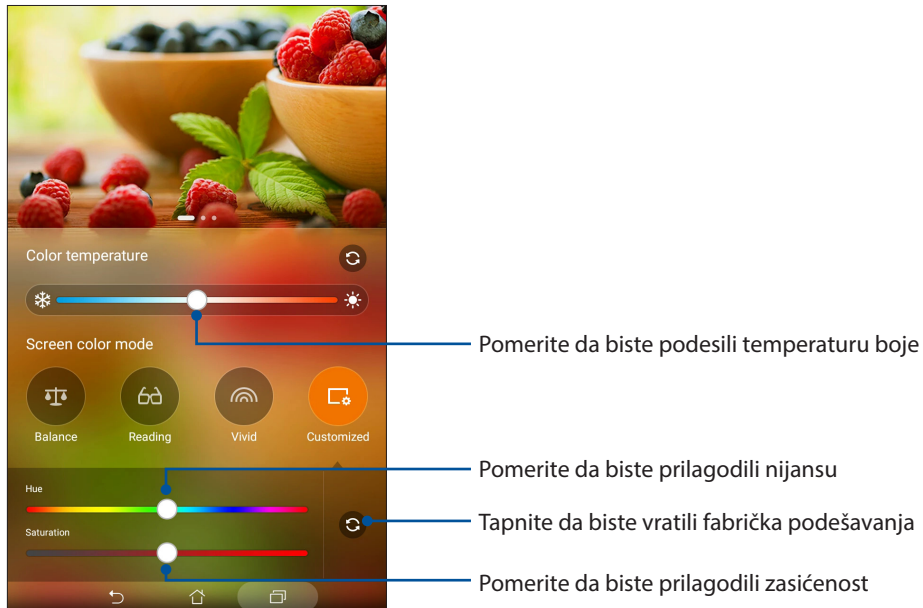 Color temperature
Pomerite da biste podesili temperaturu boje
Screen color mode
Balance
Reading
Vivid
Customized
Pomerite da biste prilagodili nijansu
Hue
Tapnite da biste vratili fabrička podešavanja
Saturation
Pomerite da biste prilagodili zasićenost